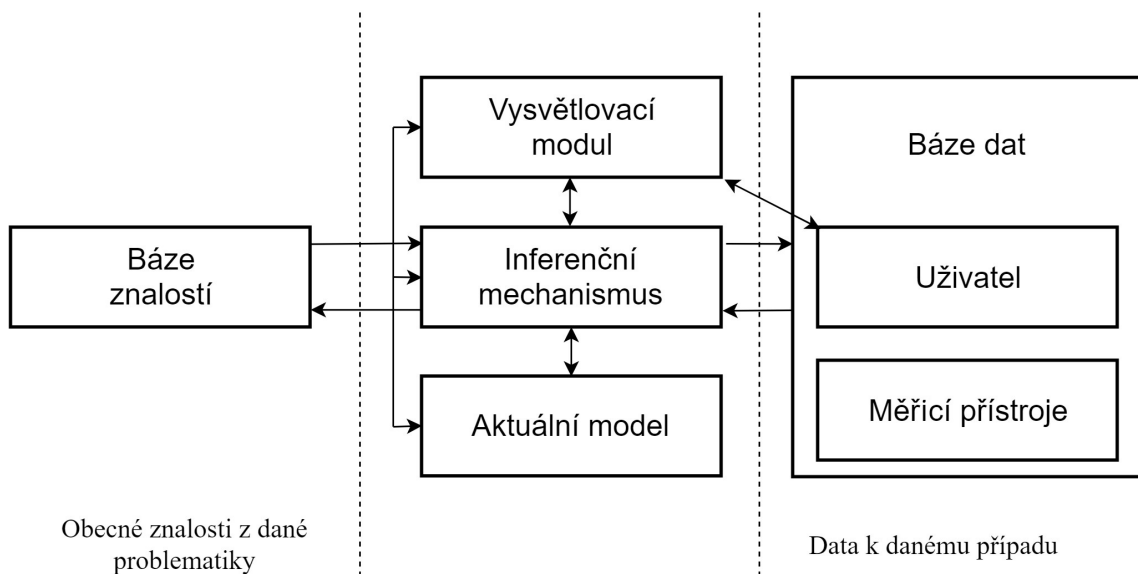 Vysvětlovací
modul
Báze dat
Báze
znalostí
Inferenční
mechanismus
Uživatel
Aktuální model
Měřicí přístroje
Obecné znalosti z dané
problematiky
Data k danému případu